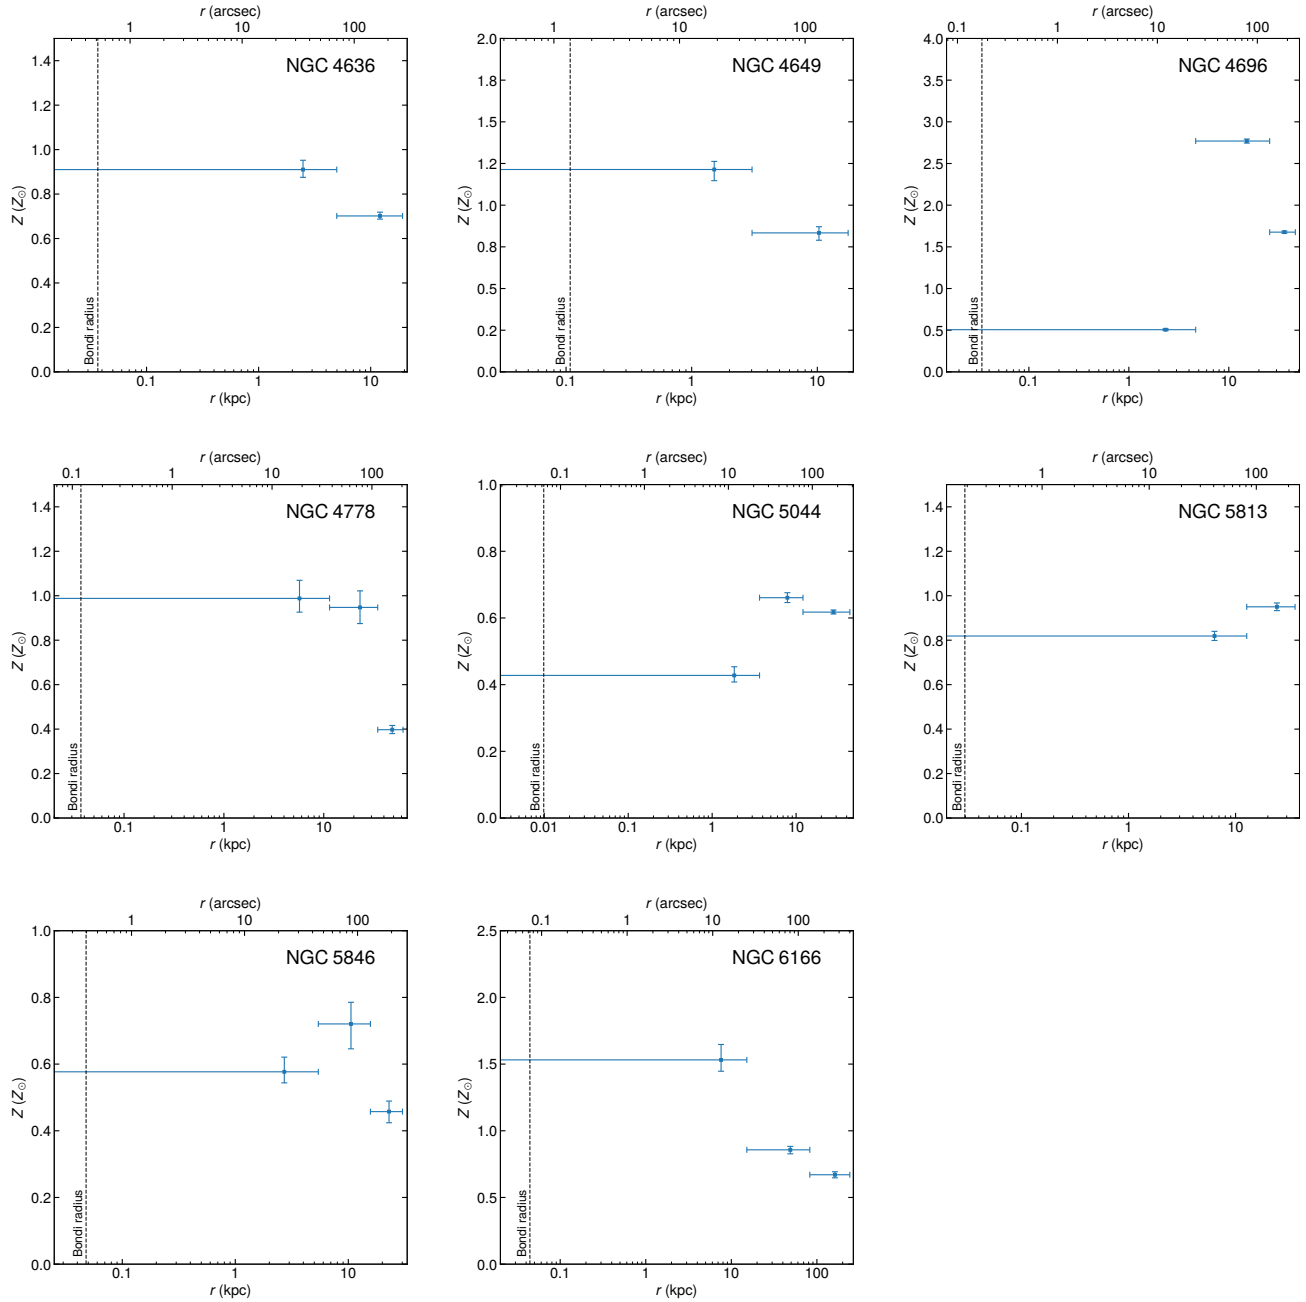 r (arcsec) r (arcsec) r (arcsec)
1 10 100 1 10 100 0.1 1 10 100
NGC 4636 NGC 4649 NGC 4696
1.4 1.2 1.0 0.8 0.6 0.4 0.2 0.0
2.0 1.8 1.5 1.2 1.0 0.8 0.5 0.2 0.0
4.0 3.0 2.5 2.0 1.5 1.0 0.5 0.0
Z (Z☉) Z (Z☉) Z (Z☉)
Bondi radius Bondi radius Bondi radius
0.1 1 10 0.1 1 10 0.1 1 10
r (kpc) r (kpc) r (kpc)
r (arcsec) r (arcsec) r (arcsec)
0.1 1 10 100 0.1 1 10 100 1 10 100
NGC 4778 NGC 5044 NGC 5813
1.4 1.2 1.0 0.8 0.6 0.4 0.2 0.0
1.0 0.8 0.6 0.4 0.2 0.0
1.4 1.2 1.0 0.8 0.6 0.4 0.2 0.0
Z (Z☉) Z (Z☉) Z (Z☉)
Bondi radius Bondi radius Bondi radius
0.1 1 10 0.01 0.1 1 10 0.1 1 10
r (kpc) r (kpc) r (kpc)
r (arcsec) r (arcsec)
1 10 100 0.1 1 10 100
NGC 5846 NGC 6166
1.0 0.8 0.6 0.4 0.2 0.0
2.5 2.0 1.5 1.0 0.5 0.0
Z (Z☉) Z (Z☉)
Bondi radius Bondi radius
0.1 1 10 0.1 1 10 100
r (kpc) r (kpc)